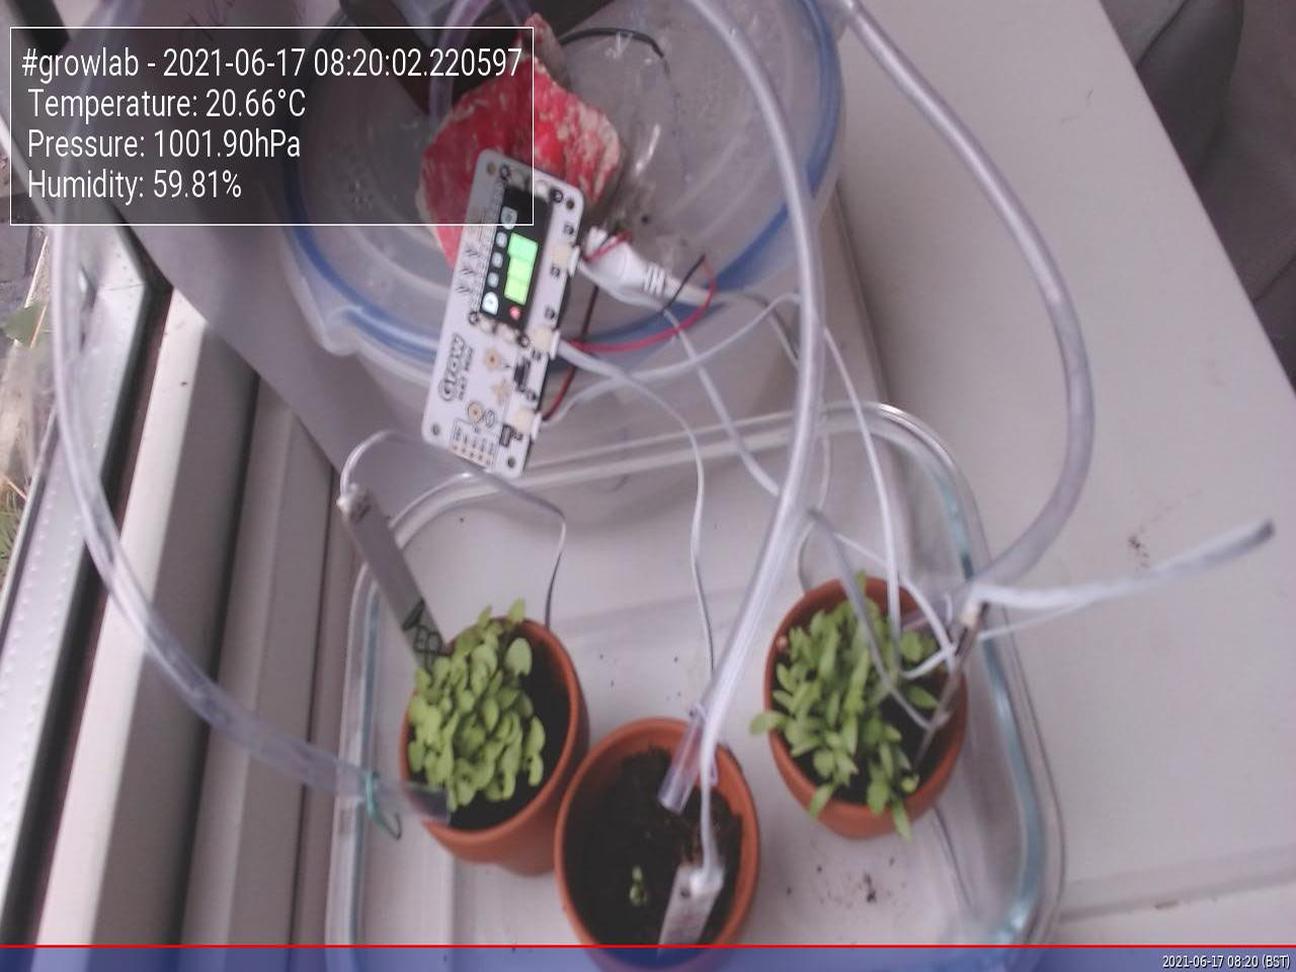 #growlab - 2021-06-17 08:20:02.220597
Temperature: 20.66°C
Pressure: 1001.90hPa
Humidity: 59.81%
GROW
2021-06-17 08:20 (BST)